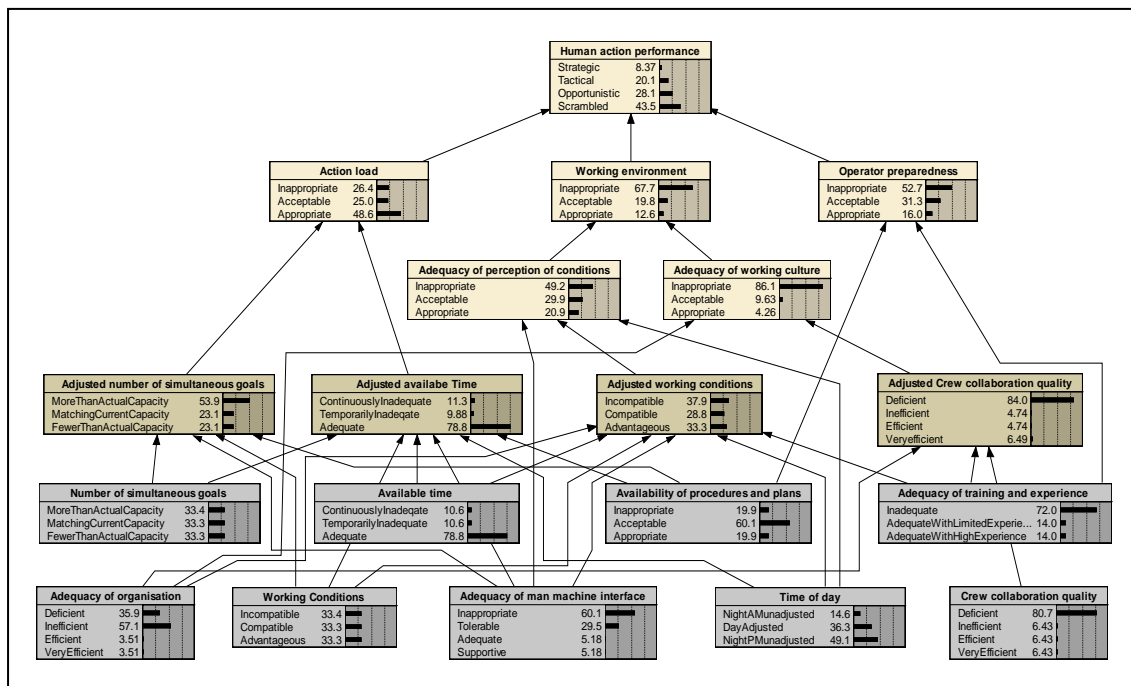 Human action performance
Strategic 8.37
Tactical 20.1
Opportunistic 28.1
Scrambled 43.5
Action load
Inappropriate 26.4
Acceptable 25.0
Appropriate 48.6
Working environment
Inappropriate 67.7
Acceptable 19.8
Appropriate 12.6
Operator preparedness
Inappropriate 52.7
Acceptable 31.3
Appropriate 16.0
Adequacy of perception of conditions
Inappropriate 49.2
Acceptable 29.9
Appropriate 20.9
Adequacy of working culture
Inappropriate 86.1
Acceptable 9.63
Appropriate 4.26
Adjusted number of simultaneous goals
MoreThanActualCapacity 53.9
MatchingCurrentCapacity 23.1
FewerThanActualCapacity 23.1
Adjusted availabe Time
ContinuouslyInadequate 11.3
TemporarilyInadeqate 9.88
Adequate 78.8
Adjusted working conditions
Incompatible 37.9
Compatible 28.8
Advantageous 33.3
Adjusted Crew collaboration quality
Deficient 84.0
Inefficient 4.74
Efficient 4.74
Veryefficient 6.49
Number of simultaneous goals
MoreThanActualCapacity 33.4
MatchingCurrentCapacity 33.3
FewerThanActualCapacity 33.3
Available time
ContinuouslyInadeqate 10.6
TemporarilyInadequate 10.6
Adequate 78.8
Availability of procedures and plans
Inappropriate 19.9
Acceptable 60.1
Appropriate 19.9
Adequacy of training and experience
Inadequate 72.0
AdequateWithLimitedExperie... 14.0
AdequateWithHighExperience 14.0
Adequacy of organisation
Deficient 35.9
Inefficient 57.1
Efficient 3.51
VeryEfficient 3.51
Working Conditions
Incompatible 33.4
Compatible 33.3
Advantageous 33.3
Adequacy of man machine interface
Inappropriate 60.1
Tolerable 29.5
Adequate 5.18
Supportive 5.18
Time of day
NightAMunadjusted 14.6
DayAdjusted 36.3
NightPMunadjusted 49.1
Crew collaboration quality
Deficient 80.7
Inefficient 6.43
Efficient 6.43
VeryEfficient 6.43